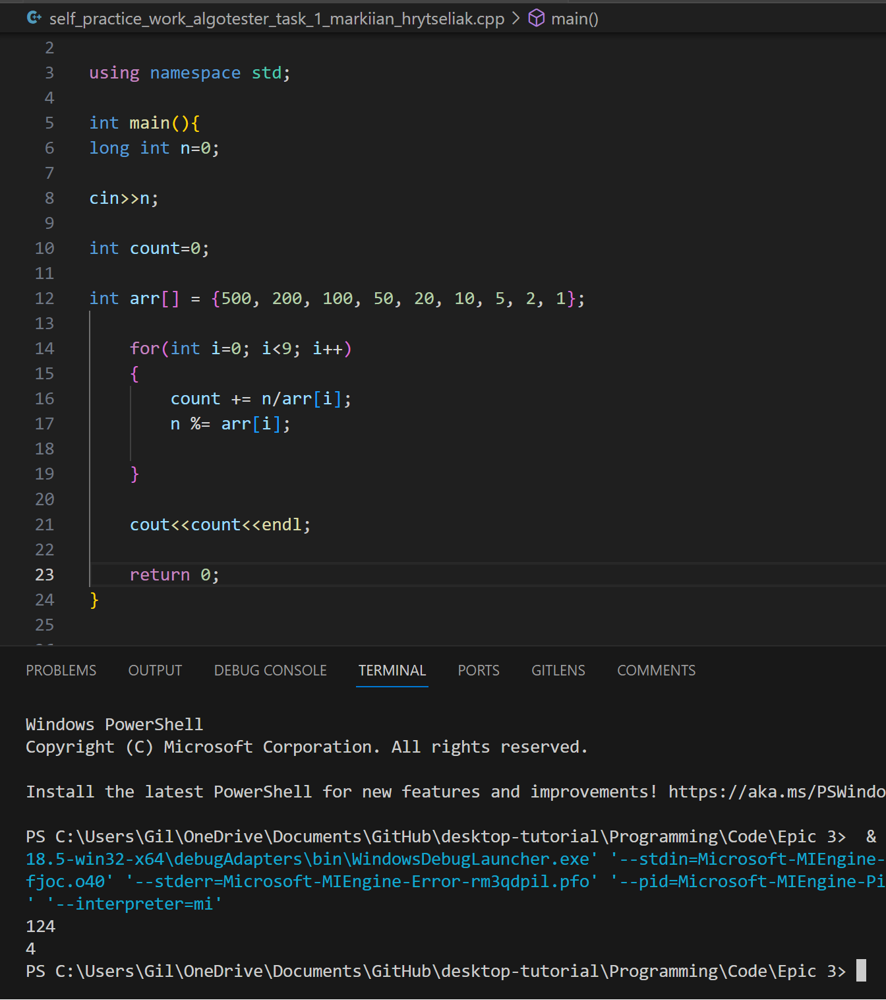 self_practice_work_algotester_task_1_markiian_hrytseliak.cpp > main()
2
3 using namespace std;
4
5 int main(){
6 long int n=0;
7
8 cin>>n;
9
10 int count=0;
11
12 int arr[] = {500, 200, 100, 50, 20, 10, 5, 2, 1};
13
14 for(int i=0; i<9; i++)
15 {
16 count += n/arr[i];
17 n %= arr[i];
18
19 }
20
21 cout<<count<<endl;
22
23 return 0;
24 }
25
PROBLEMS OUTPUT DEBUG CONSOLE TERMINAL PORTS GITLENS COMMENTS
Windows PowerShell
Copyright (C) Microsoft Corporation. All rights reserved.
Install the latest PowerShell for new features and improvements! https://aka.ms/PSWindo
PS C:\Users\Gil\OneDrive\Documents\GitHub\desktop-tutorial\Programming\Code\Epic 3>  &
18.5-win32-x64\debugAdapters\bin\WindowsDebugLauncher.exe' '--stdin=Microsoft-MIEngine-
fjoc.o40' '--stderr=Microsoft-MIEngine-Error-rm3qdpil.pfo' '--pid=Microsoft-MIEngine-Pi
' '--interpreter=mi'
124
4
PS C:\Users\Gil\OneDrive\Documents\GitHub\desktop-tutorial\Programming\Code\Epic 3>